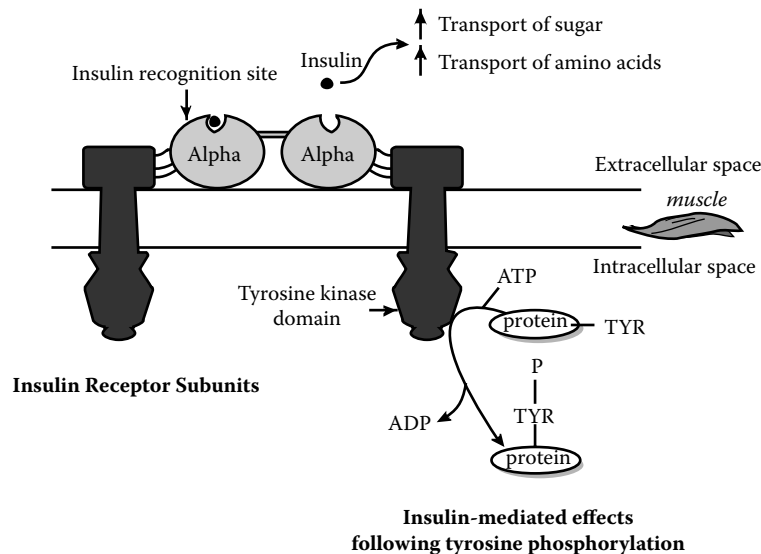 Transport of sugar
Insulin
Transport of amino acids
Insulin recognition site
Alpha
Alpha
Extracellular space
muscle
Intracellular space
ATP
Tyrosine kinase
domain
protein
TYR
Insulin Receptor Subunits
P
TYR
ADP
protein
Insulin-mediated effects
following tyrosine phosphorylation